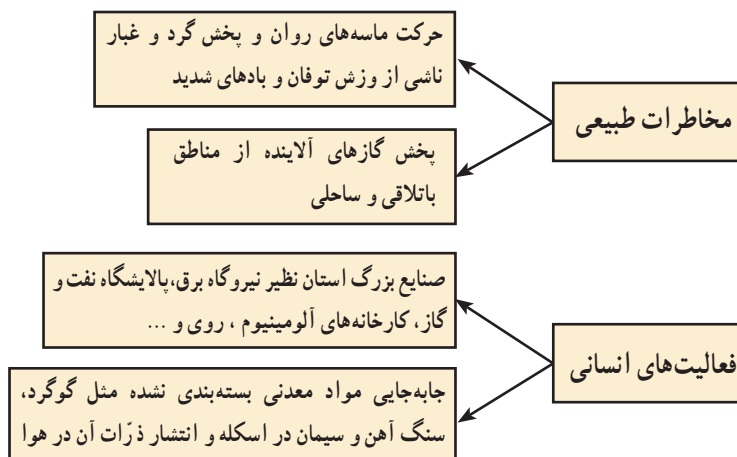 مخاطرات طبیعی
حرکت ماسه‌های روان و پخش گرد و غبار
ناشی از وزش توفان و بادهای شدید
پخش گازهای آلاینده از مناطق
باتلاقی و ساحلی
فعالیت‌های انسانی
صنایع بزرگ استان نظیر نیروگاه برق،پالایشگاه نفت و
گاز، کارخانه‌های آلومینیوم ، روی و ...
جابه‌جایی مواد معدنی بسته‌بندی نشده مثل گوگرد،
سنگ آهن و سیمان در اسکله و انتشار ذرّات آن در هوا